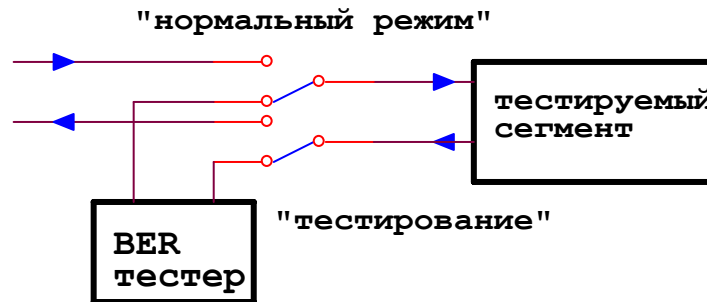 "нормальный режим"
тестируемый
сегмент
"тестирование"
BER
тестер